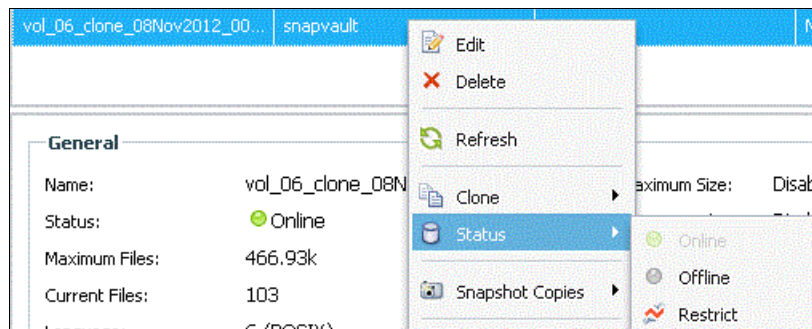 vol_06_clone_08Nov2012_00... snapvault
Edit
Delete
Refresh
Clone
Status
Snapshot Copies
Online
Offline
Restrict
General
Name: vol_06_clone_08N
Status: Online
Maximum Files: 466.93k
Current Files: 103
aximum Size: Disab